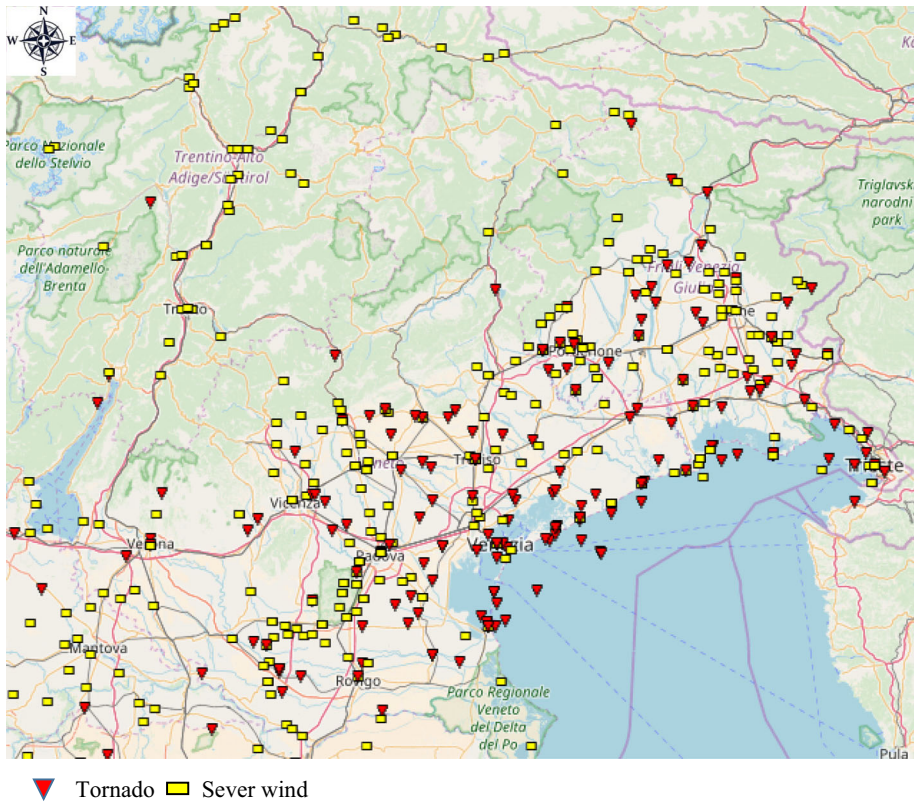 N
W E
S
Parco Nazionale
dello Stelvio
Trentino-Alto
Adige/Südtirol
Triglavski
narodni
park
Parco naturale
dell'Adamello-
Brenta
Friuli Venezia
Giulia
Pordenone
Treviso
Trieste
Vicenza
Venezia
Verona
Padova
Mantova
Rovigo
Parco Regionale
Veneto
del Delta
del Po
Pula
Tornado Sever wind